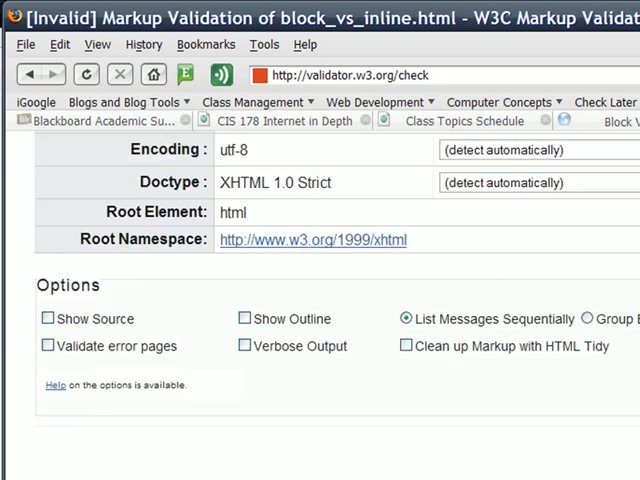 [Invalid] Markup Validation of block_vs_inline.html - W3C Markup Validat
File Edit View History Bookmarks Tools Help
http://validator.w3.org/check
iGoogle Blogs and Blog Tools Class Management Web Development Computer Concepts Check Later
Blackboard Academic Su... CIS 178 Internet in Depth Class Topics Schedule Block V
Encoding : utf-8 (detect automatically)
Doctype : XHTML 1.0 Strict (detect automatically)
Root Element: html
Root Namespace: http://www.w3.org/1999/xhtml
Options
Show Source Show Outline List Messages Sequentially Group E
Validate error pages Verbose Output Clean up Markup with HTML Tidy
Help on the options is available.